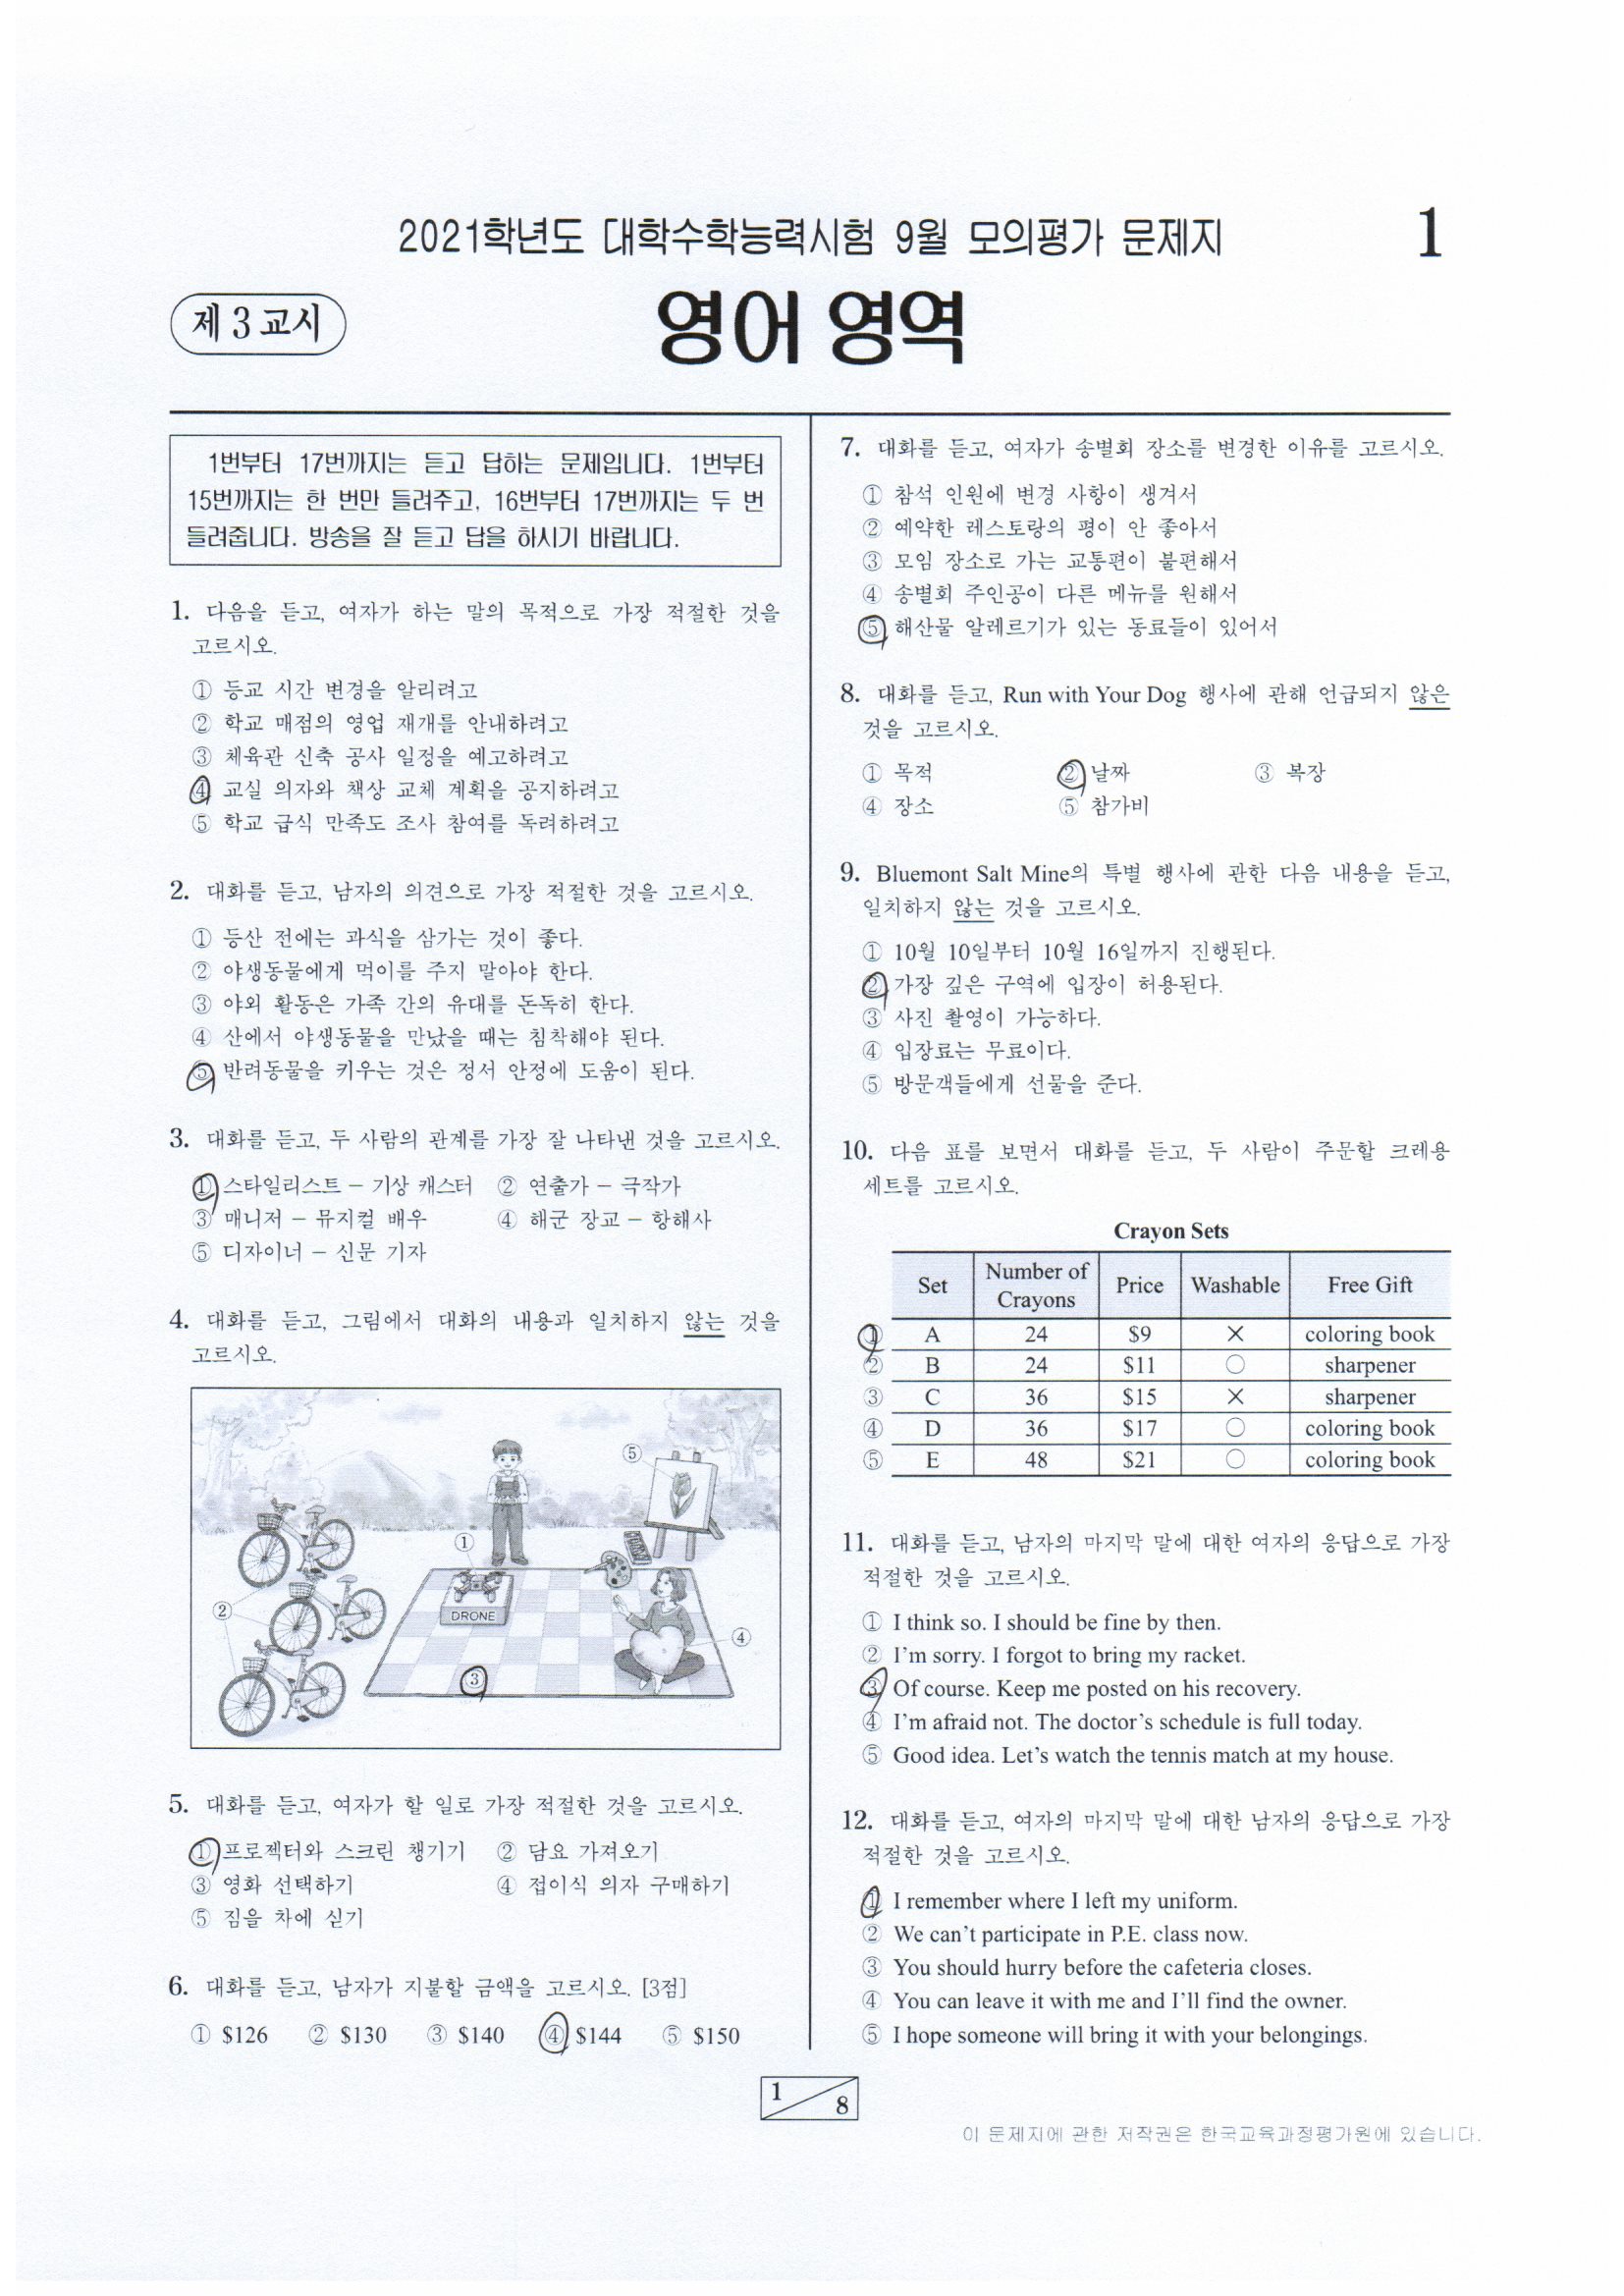 2021학년도 대학수학능력시험 9월 모의평가 문제지
1
제 3 교시
영어 영역
1번부터 17번까지는 듣고 답하는 문제입니다. 1번부터
15번까지는 한 번만 들려주고, 16번부터 17번까지는 두 번
들려줍니다. 방송을 잘 듣고 답을 하시기 바랍니다.
1. 다음을 듣고, 여자가 하는 말의 목적으로 가장 적절한 것을
고르시오.
① 등교 시간 변경을 알리려고
② 학교 매점의 영업 재개를 안내하려고
③ 체육관 신축 공사 일정을 예고하려고
④ 교실 의자와 책상 교체 계획을 공지하려고
⑤ 학교 급식 만족도 조사 참여를 독려하려고
2. 대화를 듣고, 남자의 의견으로 가장 적절한 것을 고르시오.
① 등산 전에는 과식을 삼가는 것이 좋다.
② 야생동물에게 먹이를 주지 말아야 한다.
③ 야외 활동은 가족 간의 유대를 돈독히 한다.
④ 산에서 야생동물을 만났을 때는 침착해야 된다.
⑤ 반려동물을 키우는 것은 정서 안정에 도움이 된다.
3. 대화를 듣고, 두 사람의 관계를 가장 잘 나타낸 것을 고르시오.
① 스타일리스트 – 기상 캐스터 ② 연출가 – 극작가
③ 매니저 – 뮤지컬 배우 ④ 해군 장교 – 항해사
⑤ 디자이너 – 신문 기자
4. 대화를 듣고, 그림에서 대화의 내용과 일치하지 않는 것을
고르시오.
⑤
①
DRONE
②
④
③
5. 대화를 듣고, 여자가 할 일로 가장 적절한 것을 고르시오.
① 프로젝터와 스크린 챙기기 ② 담요 가져오기
③ 영화 선택하기 ④ 접이식 의자 구매하기
⑤ 짐을 차에 싣기
6. 대화를 듣고, 남자가 지불할 금액을 고르시오. [3점]
① $126 ② $130 ③ $140 ④ $144 ⑤ $150
7. 대화를 듣고, 여자가 송별회 장소를 변경한 이유를 고르시오.
① 참석 인원에 변경 사항이 생겨서
② 예약한 레스토랑의 평이 안 좋아서
③ 모임 장소로 가는 교통편이 불편해서
④ 송별회 주인공이 다른 메뉴를 원해서
⑤ 해산물 알레르기가 있는 동료들이 있어서
8. 대화를 듣고, Run with Your Dog 행사에 관해 언급되지 않은
것을 고르시오.
① 목적 ② 날짜 ③ 복장
④ 장소 ⑤ 참가비
9. Bluemont Salt Mine의 특별 행사에 관한 다음 내용을 듣고,
일치하지 않는 것을 고르시오.
① 10월 10일부터 10월 16일까지 진행된다.
② 가장 깊은 구역에 입장이 허용된다.
③ 사진 촬영이 가능하다.
④ 입장료는 무료이다.
⑤ 방문객들에게 선물을 준다.
10. 다음 표를 보면서 대화를 듣고, 두 사람이 주문할 크레용
세트를 고르시오.
Crayon Sets
Set Number of Crayons Price Washable Free Gift
① A 24 $9 × coloring book
② B 24 $11 ○ sharpener
③ C 36 $15 × sharpener
④ D 36 $17 ○ coloring book
⑤ E 48 $21 ○ coloring book
11. 대화를 듣고, 남자의 마지막 말에 대한 여자의 응답으로 가장
적절한 것을 고르시오.
① I think so. I should be fine by then.
② I'm sorry. I forgot to bring my racket.
③ Of course. Keep me posted on his recovery.
④ I'm afraid not. The doctor's schedule is full today.
⑤ Good idea. Let's watch the tennis match at my house.
12. 대화를 듣고, 여자의 마지막 말에 대한 남자의 응답으로 가장
적절한 것을 고르시오.
① I remember where I left my uniform.
② We can't participate in P.E. class now.
③ You should hurry before the cafeteria closes.
④ You can leave it with me and I'll find the owner.
⑤ I hope someone will bring it with your belongings.
1
8
이 문제지에 관한 저작권은 한국교육과정평가원에 있습니다.